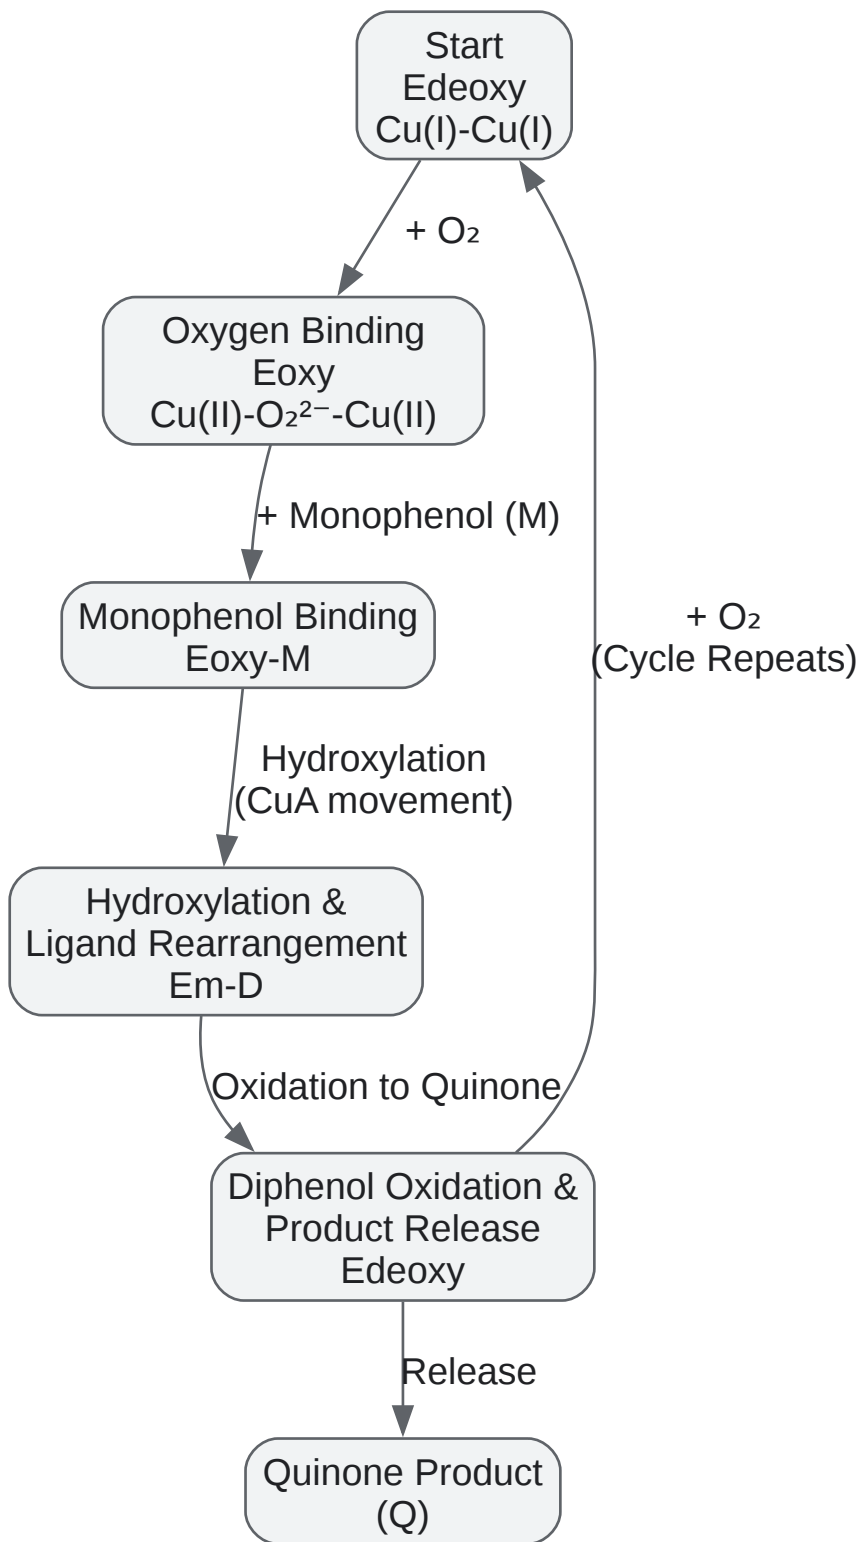 Start
Edeoxy
Cu(I)-Cu(I)
+ O₂
Oxygen Binding
Eoxy
Cu(II)-O₂²⁻-Cu(II)
+ Monophenol (M)
Monophenol Binding
Eoxy-M
+ O₂
(Cycle Repeats)
Hydroxylation
(CuA movement)
Hydroxylation &
Ligand Rearrangement
Em-D
Oxidation to Quinone
Diphenol Oxidation &
Product Release
Edeoxy
Release
Quinone Product
(Q)